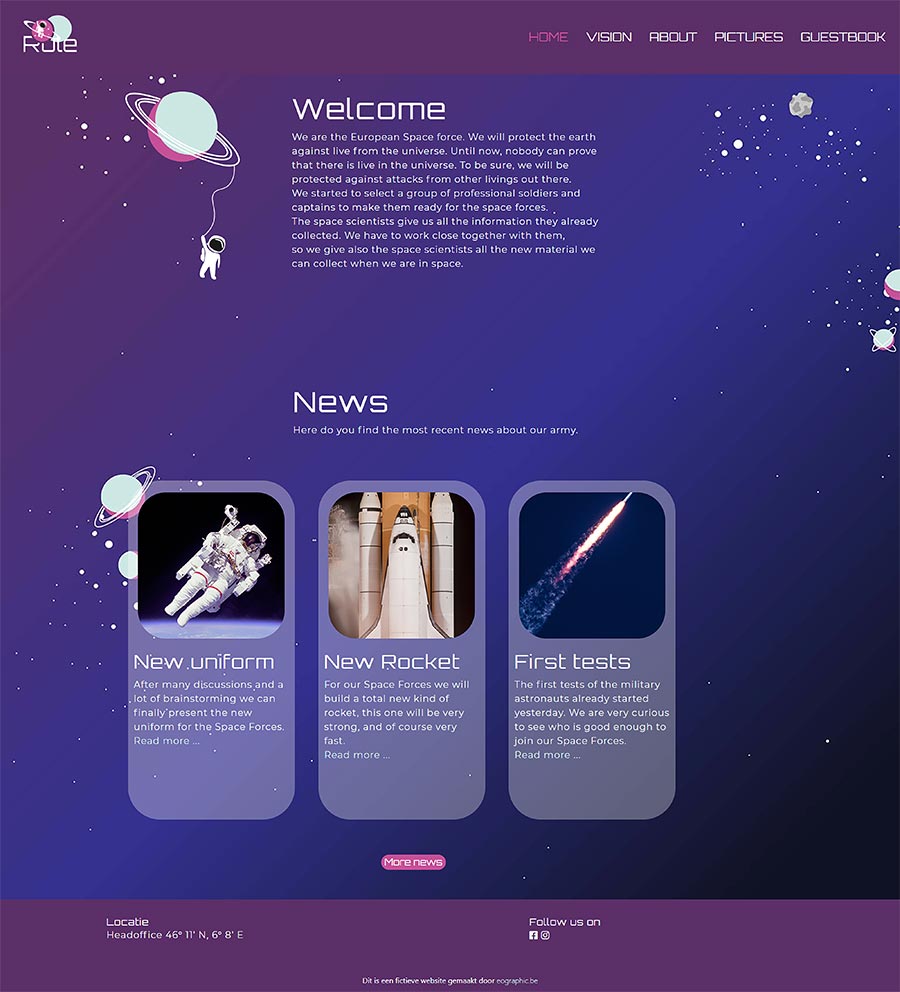 Rule
HOME VISION ABOUT PICTURES GUESTBOOK
Welcome
We are the European Space force. We will protect the earth
against live from the universe. Until now, nobody can prove
that there is live in the universe. To be sure, we will be
protected against attacks from other livings out there.
We started to select a group of professional soldiers and
captains to make them ready for the space forces.
The space scientists give us all the information they already
collected. We have to work close together with them,
so we give also the space scientists all the new material we
can collect when we are in space.
News
Here do you find the most recent news about our army.
New uniform
After many discussions and a
lot of brainstorming we can
finally present the new
uniform for the Space Forces.
Read more ...
New Rocket
For our Space Forces we will
build a total new kind of
rocket, this one will be very
strong, and of course very
fast.
Read more ...
First tests
The first tests of the military
astronauts already started
yesterday. We are very curious
to see who is good enough to
join our Space Forces.
Read more ...
More news
Locatie
Headoffice 46° 11' N, 6° 8' E
Follow us on
Dit is een fictieve website gemaakt door eographic.be